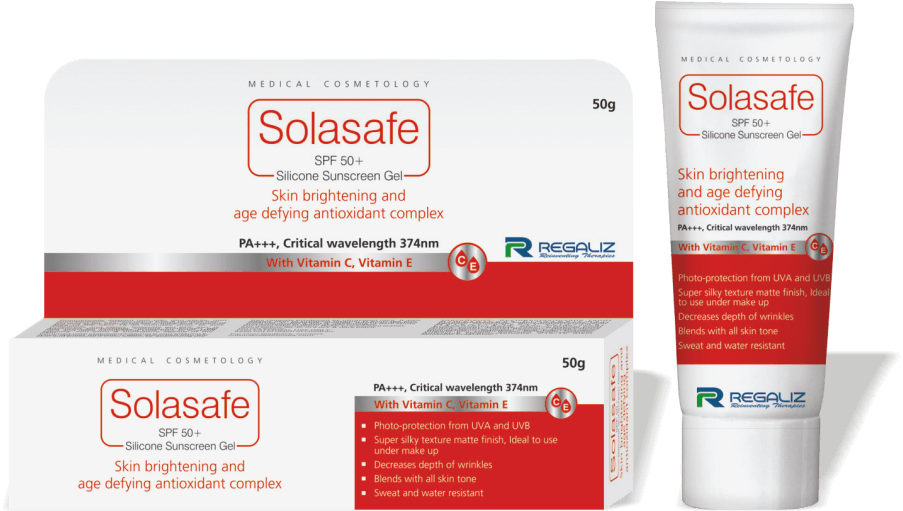 MEDICAL COSMETOLOGY
50g
Solasafe
SPF 50+
Silicone Sunscreen Gel
Skin brightening and
age defying antioxidant complex
PA+++, Critical wavelength 374nm
With Vitamin C, Vitamin E
C E
REGALIZ
Reinventing Therapies
MEDICAL COSMETOLOGY
50g
Solasafe
SPF 50+
Silicone Sunscreen Gel
Skin brightening and
age defying antioxidant complex
PA+++, Critical wavelength 374nm
With Vitamin C, Vitamin E
C E
Photo-protection from UVA and UVB
Super silky texture matte finish, Ideal to use
under make up
Decreases depth of wrinkles
Blends with all skin tone
Sweat and water resistant
Solasafe
MEDICAL COSMETOLOGY
Solasafe
SPF 50+
Silicone Sunscreen Gel
Skin brightening
and age defying
antioxidant complex
PA+++, Critical wavelength 374nm
With Vitamin C, Vitamin E
C E
Photo-protection from UVA and UVB
Super silky texture matte finish, Ideal
to use under make up
Decreases depth of wrinkles
Blends with all skin tone
Sweat and water resistant
REGALIZ
Reinventing Therapies